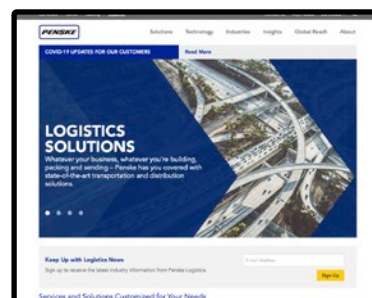 PENSKE
Solutions Technology Industries Insights Global Reach About
COVID-19 UPDATES FOR OUR CUSTOMERS Read More
LOGISTICS
SOLUTIONS
Whatever your business, whatever you're building,
packing and sending – Penske has you covered with
state-of-the-art transportation and distribution
solutions.
Keep Up with Logistics News
Sign up to receive the latest industry information from Penske Logistics.
E-mail Address
Sign Up
Services and Solutions Customized for Your Needs